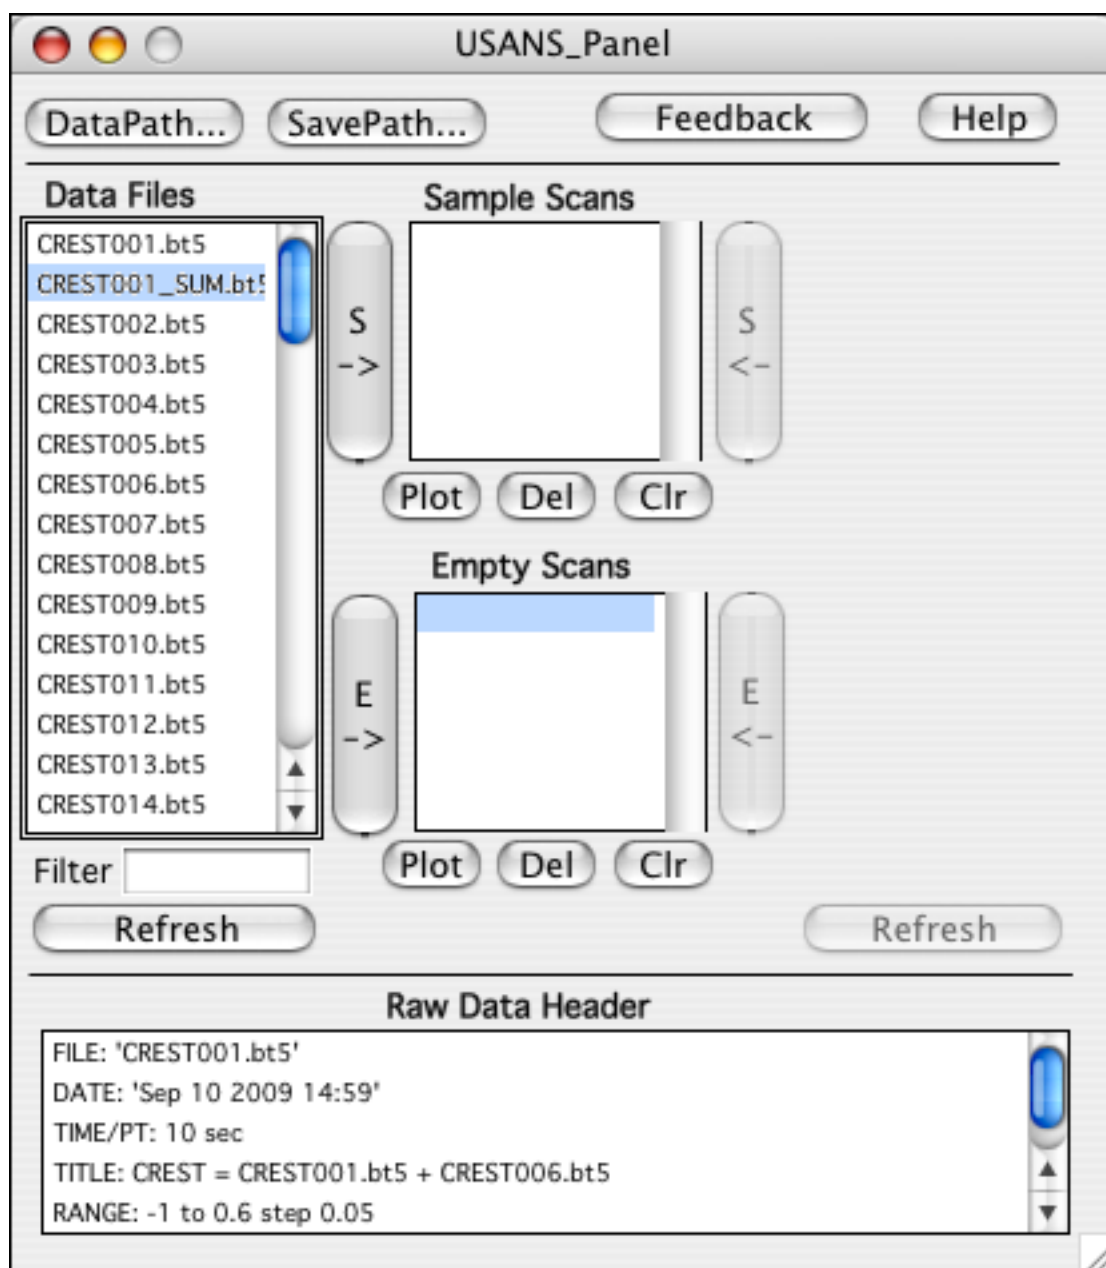 USANS_Panel
DataPath... SavePath... Feedback Help
Data Files
CREST001.bt5
CREST001_SUM.bt5
CREST002.bt5
CREST003.bt5
CREST004.bt5
CREST005.bt5
CREST006.bt5
CREST007.bt5
CREST008.bt5
CREST009.bt5
CREST010.bt5
CREST011.bt5
CREST012.bt5
CREST013.bt5
CREST014.bt5
Filter
Refresh
Sample Scans
S
->
S
<-
Plot Del Clr
Empty Scans
E
->
E
<-
Plot Del Clr
Refresh
Raw Data Header
FILE: 'CREST001.bt5'
DATE: 'Sep 10 2009 14:59'
TIME/PT: 10 sec
TITLE: CREST = CREST001.bt5 + CREST006.bt5
RANGE: -1 to 0.6 step 0.05